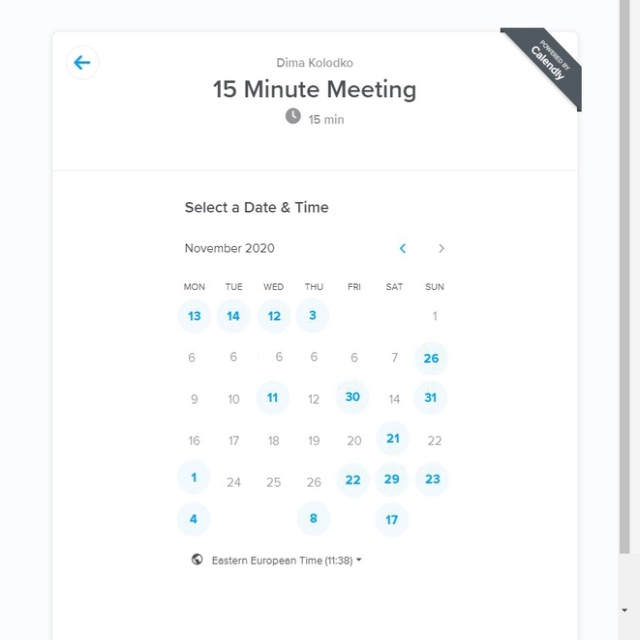 POWERED BY
Calendly
Dima Kolodko
15 Minute Meeting
15 min
Select a Date & Time
November 2020
MON TUE WED THU FRI SAT SUN
13 14 12 3 1
6 6 6 6 6 7 26
9 10 11 12 30 14 31
16 17 18 19 20 21 22
1 24 25 26 22 29 23
4 8 17
Eastern European Time (11:38)